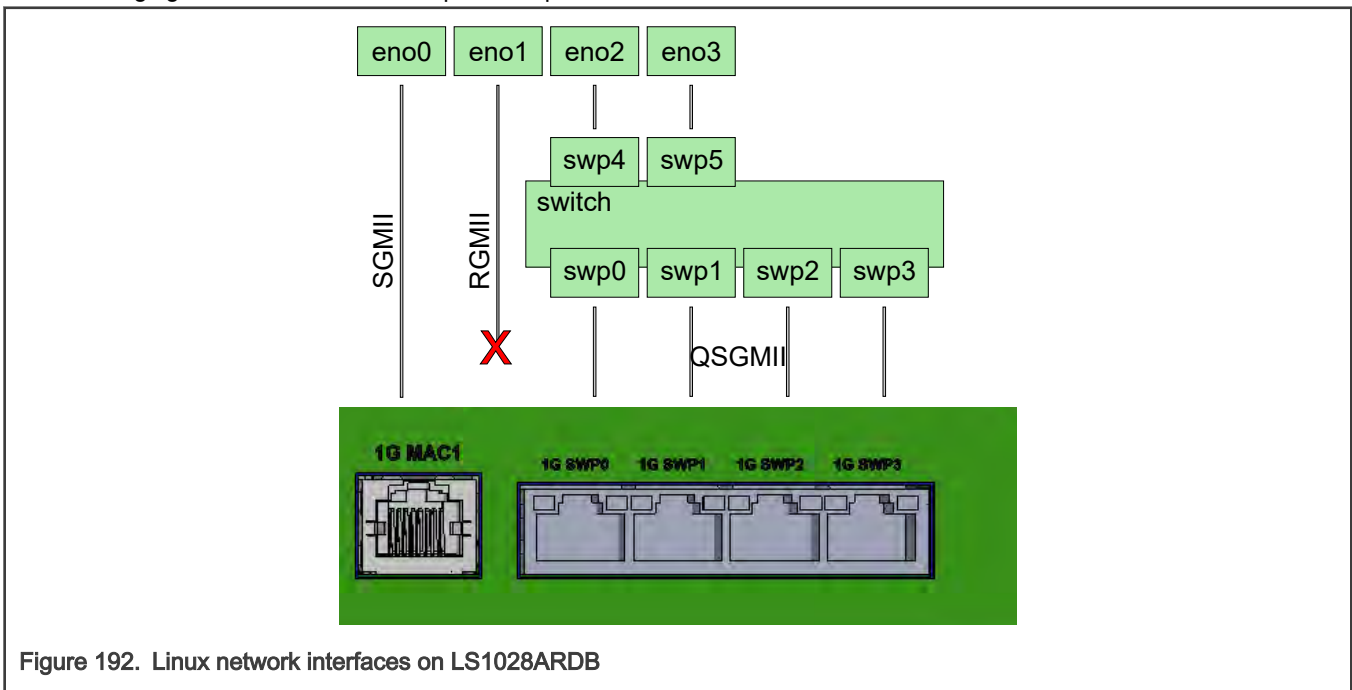 eno0 eno1 eno2 eno3
swp4 swp5
switch
SGMII
RGMII
swp0 swp1 swp2 swp3
X
QSGMII
1G MAC1
1G SWP0 1G SWP1 1G SWP2 1G SWP3
Figure 192. Linux network interfaces on LS1028ARDB